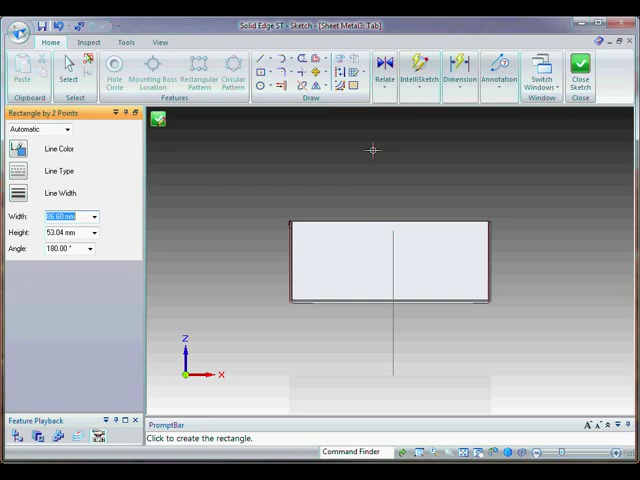 Solid Edge ST - Sketch - [Sheet Metal3: Tab]
Home Inspect Tools View
Paste Select Hole Circle Mounting Boss Location Rectangular Pattern Circular Pattern Relate IntelliSketch Dimension Annotation Switch Windows Close Sketch
Clipboard Select Features Draw Window Close
Rectangle by 2 Points
Automatic
Line Color
Line Type
Line Width
Width: 86.60 mm
Height: 53.04 mm
Angle: 180.00 °
Z
X
Feature Playback
PromptBar
Click to create the rectangle.
Command Finder